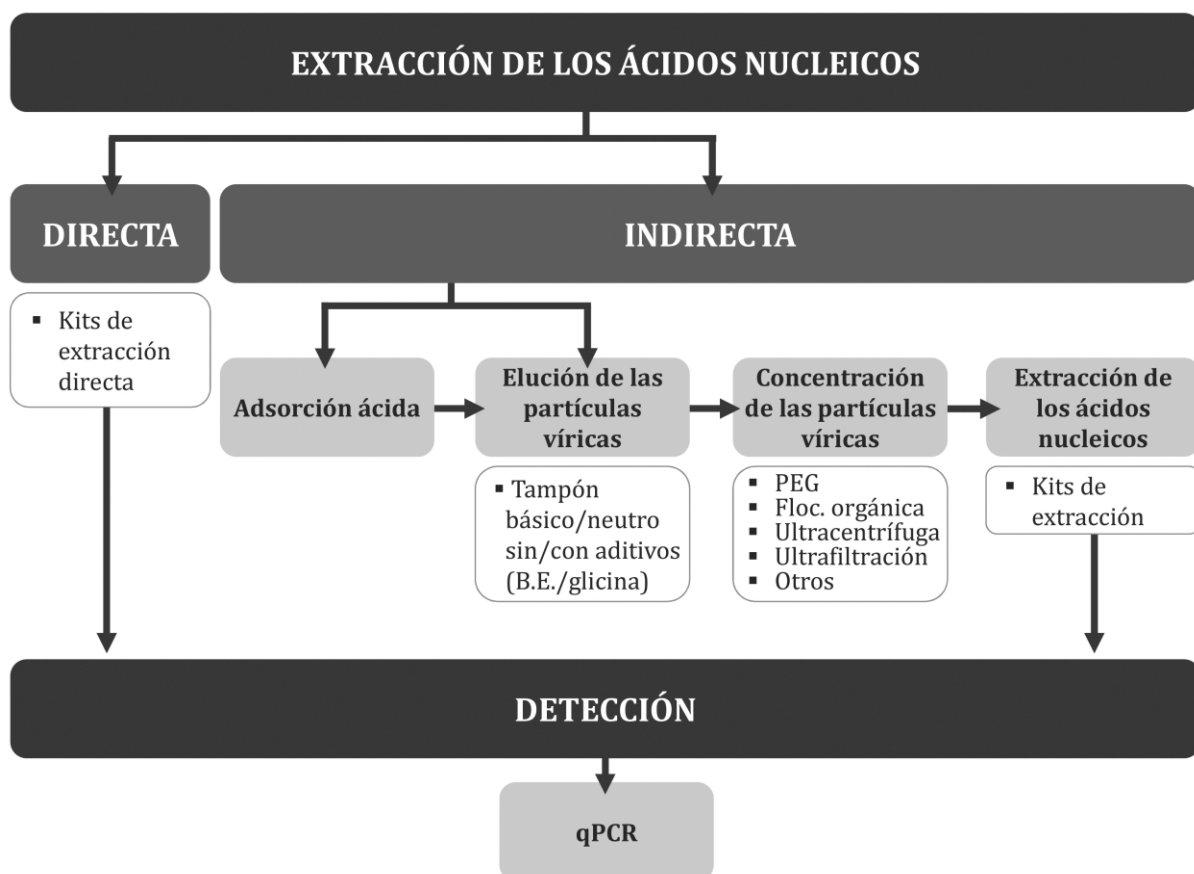 EXTRACCIÓN DE LOS ÁCIDOS NUCLEICOS
DIRECTA
INDIRECTA
▪ Kits de
extracción
directa
Adsorción ácida
Elución de las
partículas
víricas
Concentración
de las partículas
víricas
Extracción de
los ácidos
nucleicos
▪ Tampón
básico/neutro
sin/con aditivos
(B.E./glicina)
▪ PEG
▪ Floc. orgánica
▪ Ultracentrífuga
▪ Ultrafiltración
▪ Otros
▪ Kits de
extracción
DETECCIÓN
qPCR